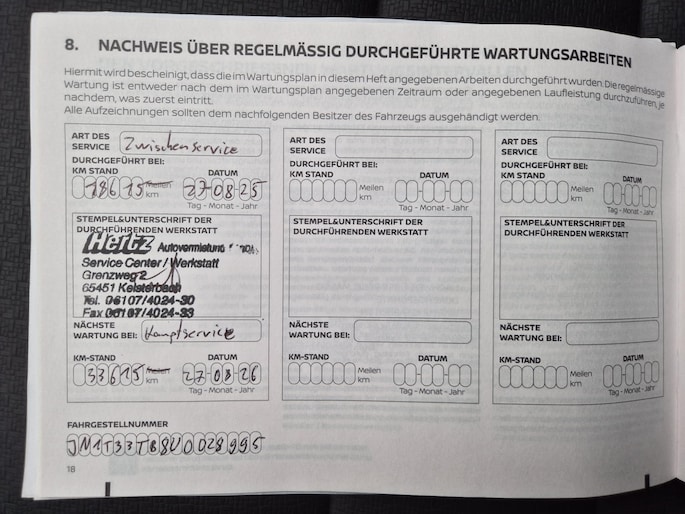 8. NACHWEIS ÜBER REGELMÄSSIG DURCHGEFÜHRTE WARTUNGSARBEITEN
Hiermit wird bescheinigt, dass die im Wartungsplan in diesem Heft angegebenen Arbeiten durchgeführt wurden. Die regelmässige
Wartung ist entweder nach dem im Wartungsplan angegebenen Zeitraum oder angegebenen Laufleistung durchzuführen, je
nachdem, was zuerst eintritt.
Alle Aufzeichnungen sollten dem nachfolgenden Besitzer des Fahrzeugs ausgehändigt werden.
ART DES SERVICE
Zwischenservice
DURCHGEFÜHRT BEI:
KM STAND DATUM
18615 Meilen km 27-08-25
Tag - Monat - Jahr
STEMPEL&UNTERSCHRIFT DER
DURCHFÜHRENDEN WERKSTATT
Hertz Autovermietung
Service Center / Werkstatt
Grenzweg 2
65451 Kelsterbach
Tel. 06107/4024-30
Fax 06107/4024-33
NÄCHSTE
WARTUNG BEI: Hauptservice
KM-STAND DATUM
33615 Meilen km 27-08-26
Tag - Monat - Jahr
ART DES
SERVICE
DURCHGEFÜHRT BEI:
KM STAND DATUM
Meilen
km
Tag - Monat - Jahr
STEMPEL&UNTERSCHRIFT DER
DURCHFÜHRENDEN WERKSTATT
NÄCHSTE
WARTUNG BEI:
KM-STAND DATUM
Meilen
km
Tag - Monat - Jahr
ART DES
SERVICE
DURCHGEFÜHRT BEI:
KM STAND DATUM
Meilen
km
Tag - Monat - Jahr
STEMPEL&UNTERSCHRIFT DER
DURCHFÜHRENDEN WERKSTATT
NÄCHSTE
WARTUNG BEI:
KM-STAND DATUM
Meilen
km
Tag - Monat - Jahr
FAHRGESTELLNUMMER
JN1T33TB8U0028995
18